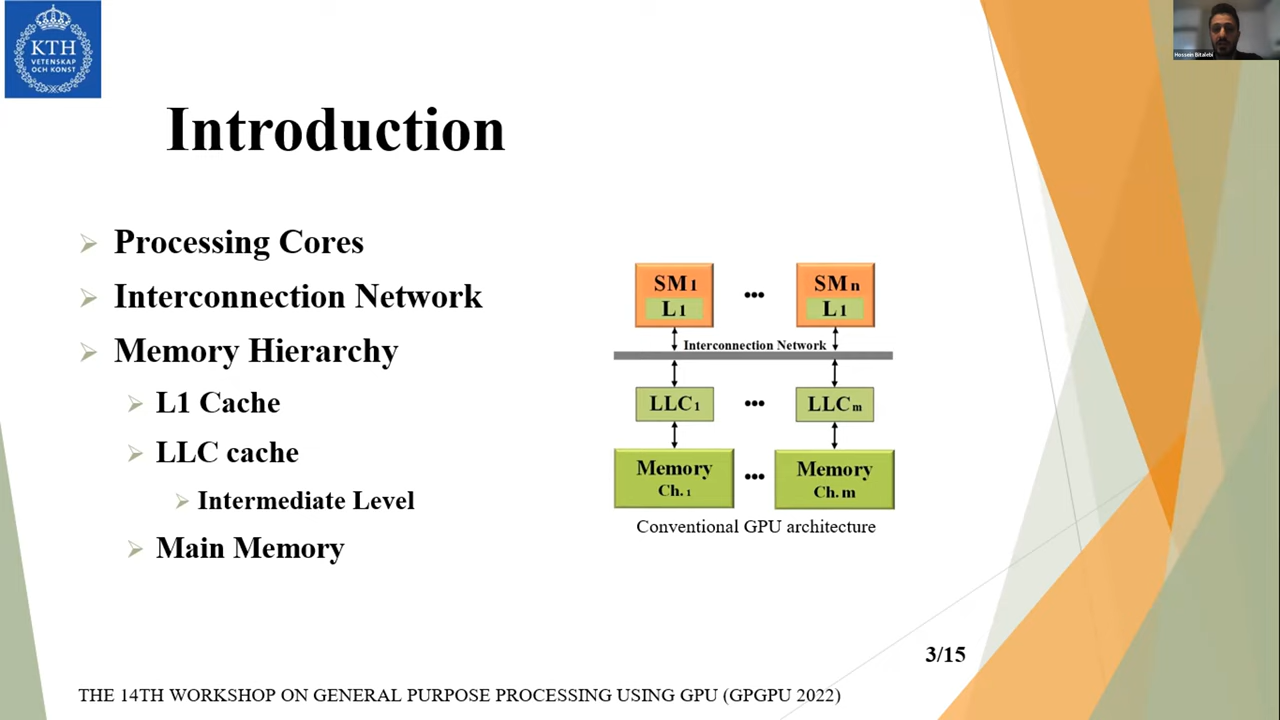 KTH
VETENSKAP
OCH KONST
Hossein Bitalebi
Introduction
Processing Cores
Interconnection Network
Memory Hierarchy
L1 Cache
LLC cache
Intermediate Level
Main Memory
SM1 ••• SMn
L1 L1
Interconnection Network
LLC1 ••• LLCm
Memory ••• Memory
Ch. 1 Ch. m
Conventional GPU architecture
3/15
THE 14TH WORKSHOP ON GENERAL PURPOSE PROCESSING USING GPU (GPGPU 2022)